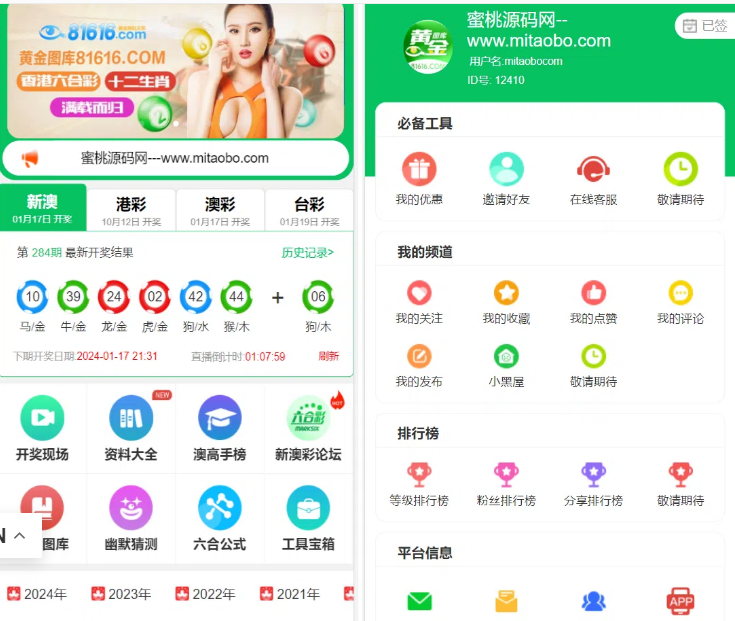 81616.com
黄金图库81616.COM
香港六合彩 十二生肖
满载而归
蜜桃源码网---www.mitaobo.com
新澳 港彩 澳彩 台彩
01月17日 开奖 10月12日 开奖 01月17日 开奖 01月19日 开奖
第 284期 最新开奖结果 历史记录>
10 39 24 02 42 44 + 06
马/金 牛/金 龙/金 虎/金 狗/水 猴/木 狗/木
下期开奖日期:2024-01-17 21:31 直播倒计时:01:07:59 刷新
NEW HOT
六合彩
MARKSIX
开奖现场 资料大全 澳高手榜 新澳彩论坛
N
图库 幽默猜测 六合公式 工具宝箱
2024年 2023年 2022年 2021年
蜜桃源码网--
www.mitaobo.com
已签
黄金
图库
81616.COM
用户名:mitaobocom
ID号: 12410
必备工具
我的优惠 邀请好友 在线客服 敬请期待
我的频道
我的关注 我的收藏 我的点赞 我的评论
我的发布 小黑屋 敬请期待
排行榜
等级排行榜 粉丝排行榜 分享排行榜 敬请期待
平台信息
APP